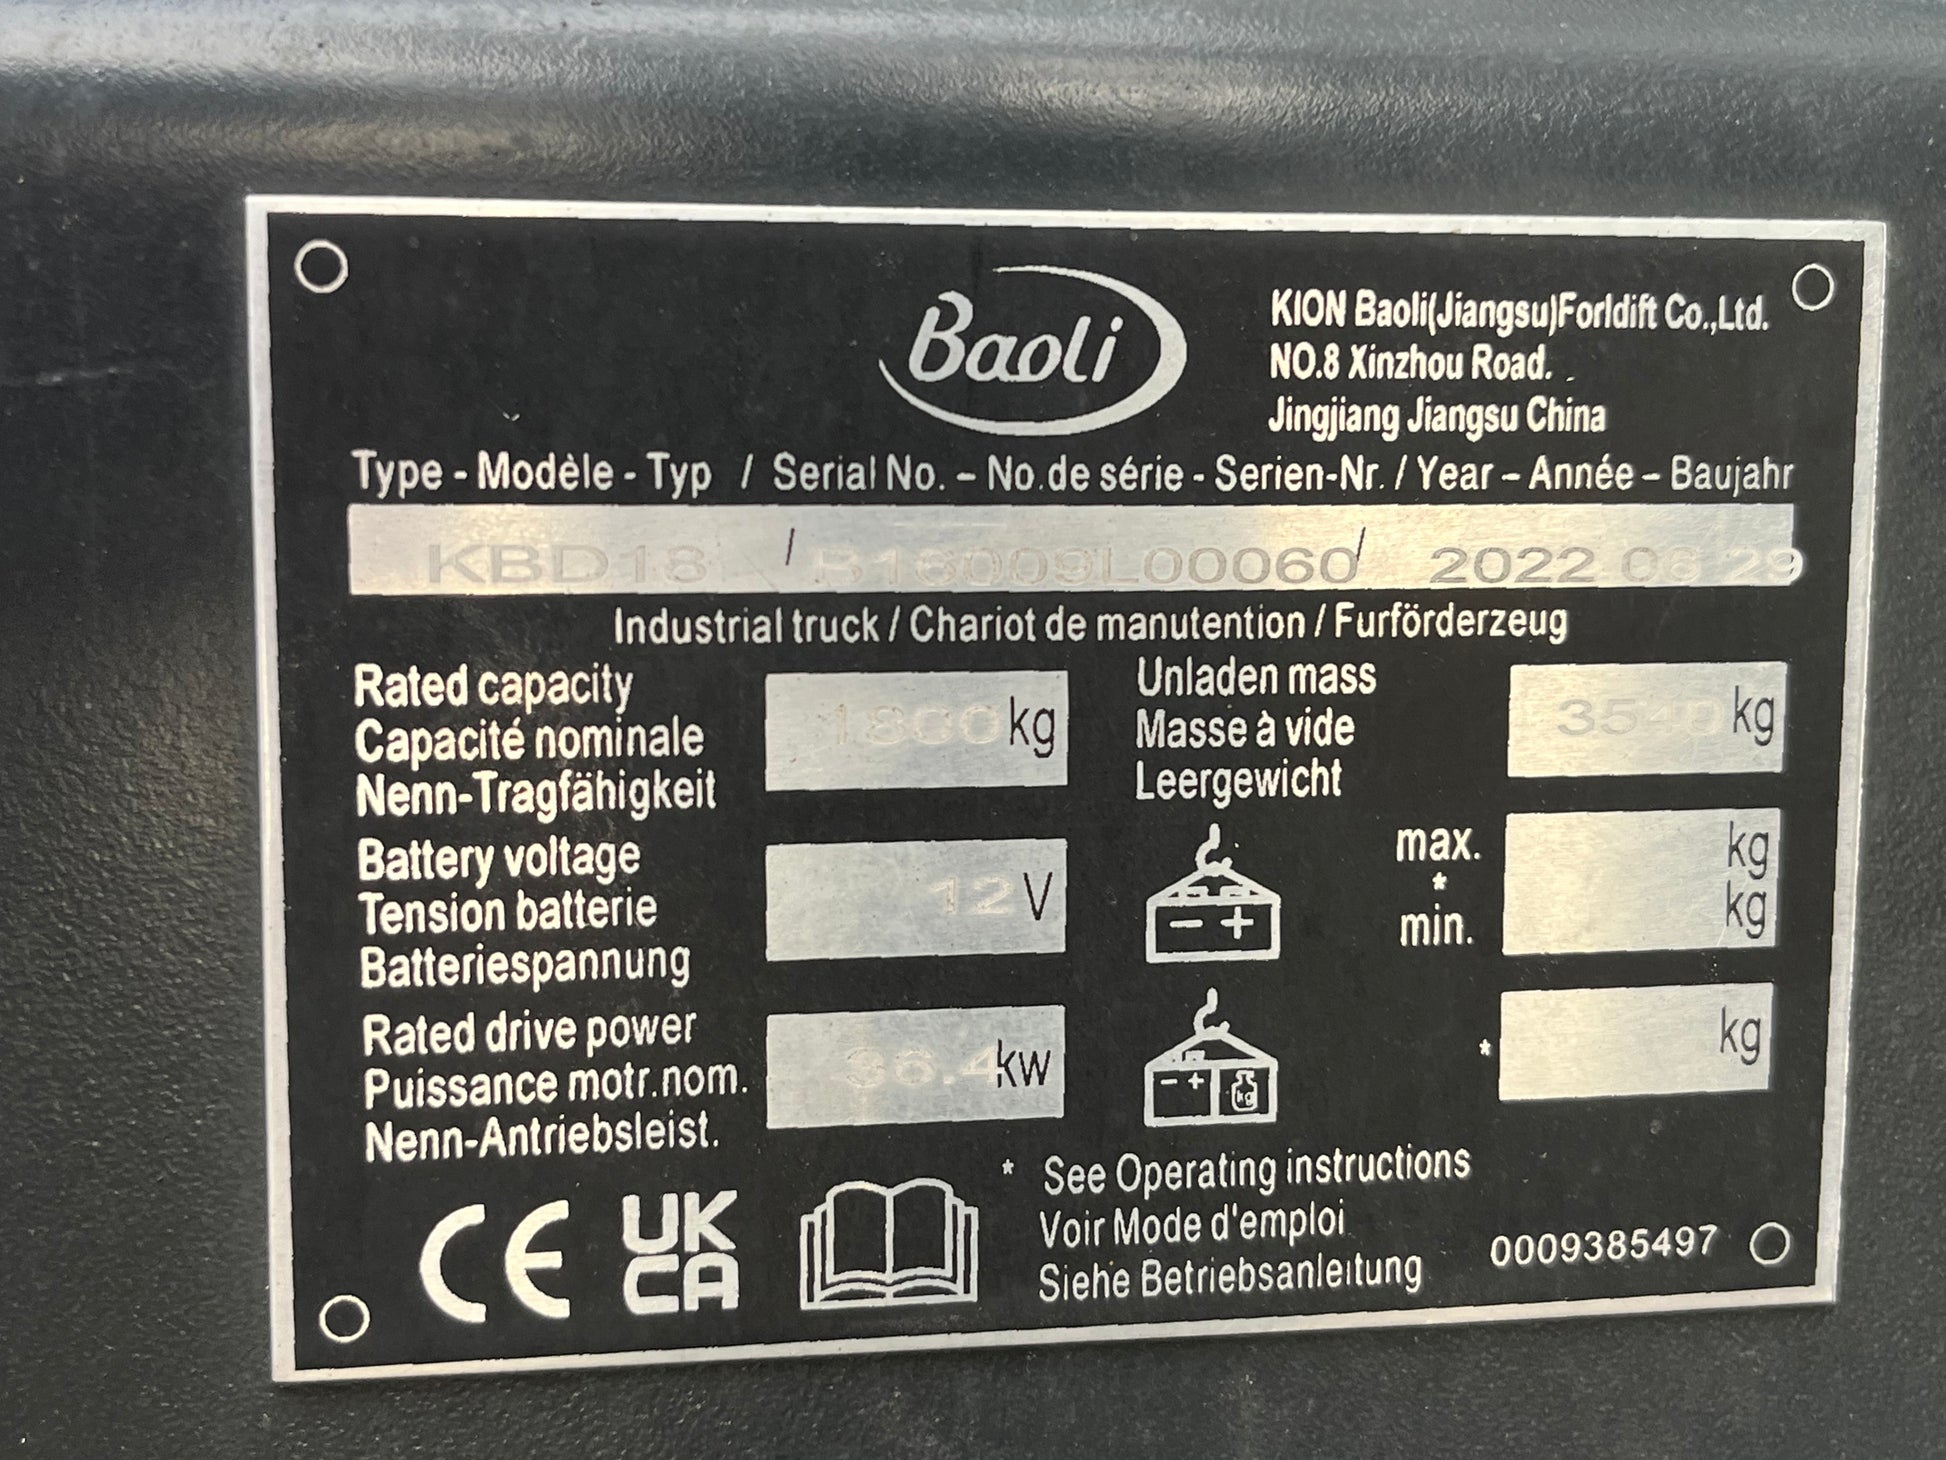 Baoli
KION Baoli(Jiangsu)Forldift Co.,Ltd.
NO.8 Xinzhou Road.
Jingjiang Jiangsu China
Type - Modèle - Typ / Serial No. – No.de série - Serien-Nr. / Year – Année – Baujahr
KBD18 / B16009L00060 / 2022 06 29
Industrial truck / Chariot de manutention / Furförderzeug
Rated capacity
Capacité nominale
Nenn-Tragfähigkeit
1800 kg
Unladen mass
Masse à vide
Leergewicht
3540 kg
Battery voltage
Tension batterie
Batteriespannung
12 V
max. kg
*
min. kg
Rated drive power
Puissance motr.nom.
Nenn-Antriebsleist.
36.4 kw
* kg
kg
CE
UK
CA
* See Operating instructions
Voir Mode d'emploi
Siehe Betriebsanleitung
0009385497